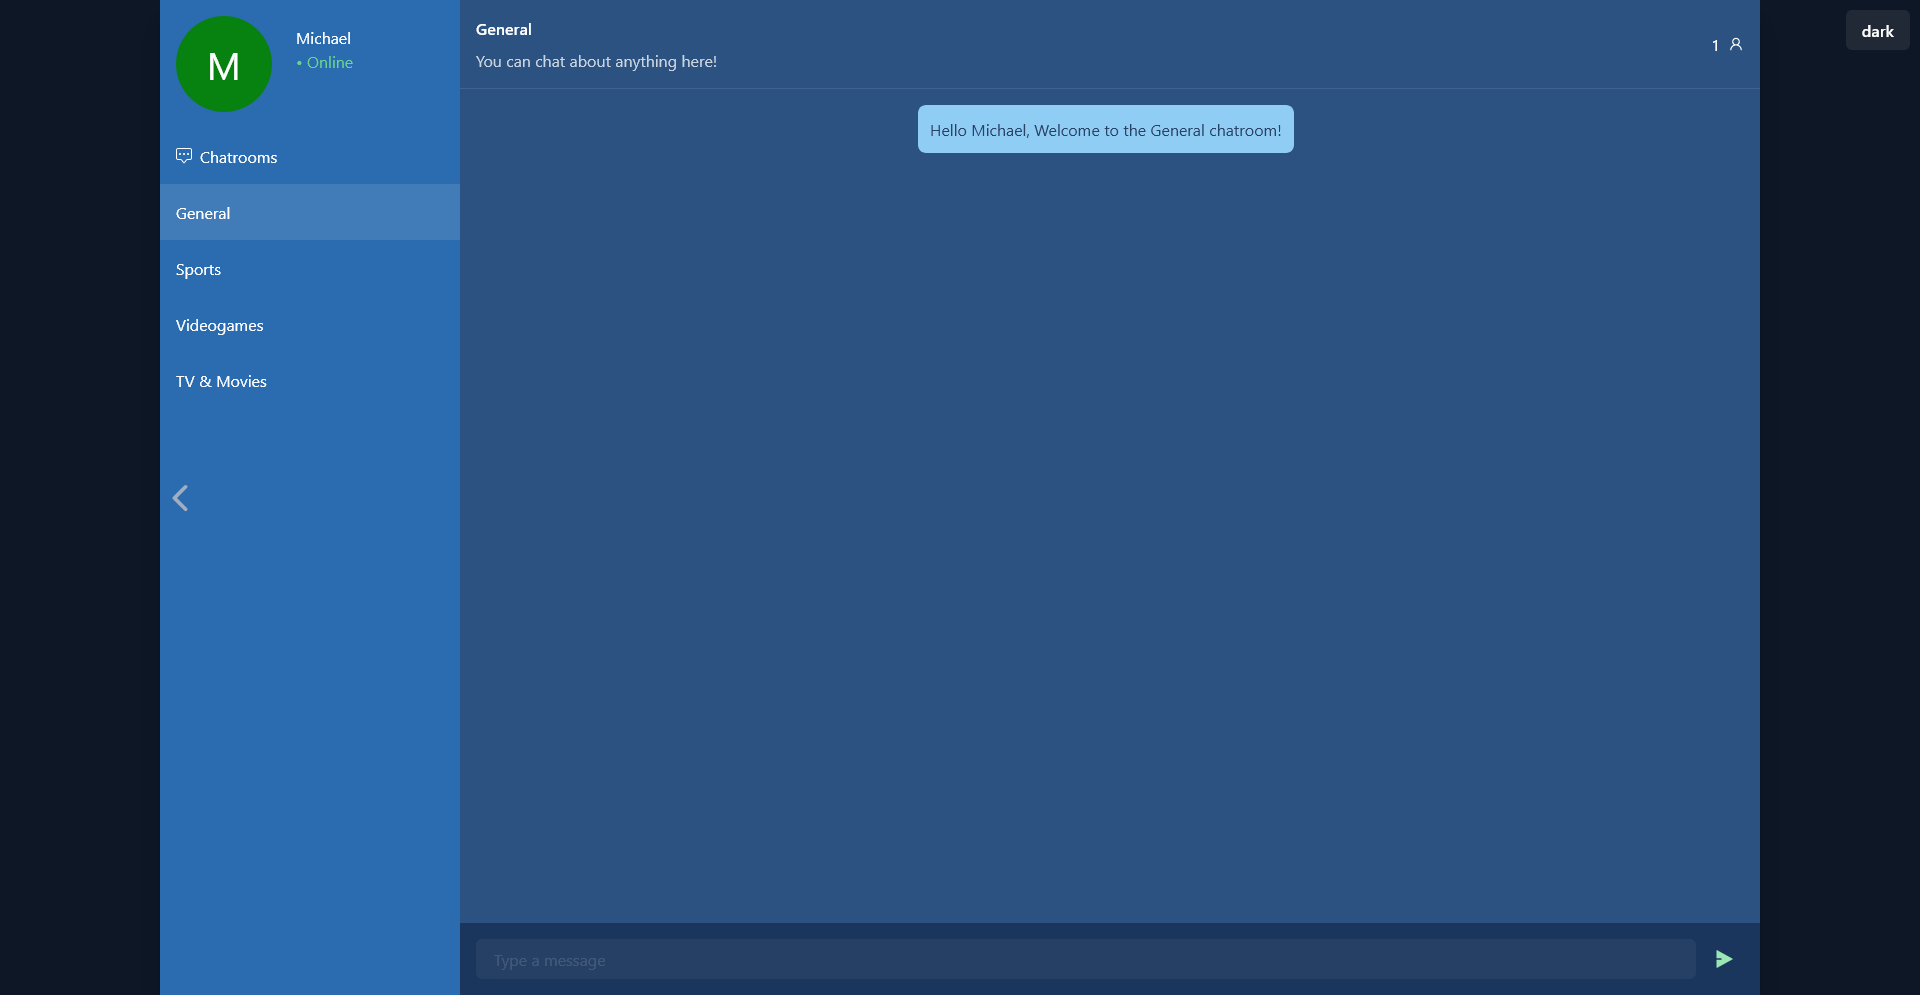 M
Michael
• Online
Chatrooms
General
Sports
Videogames
TV & Movies
General
You can chat about anything here!
1
dark
Hello Michael, Welcome to the General chatroom!
Type a message